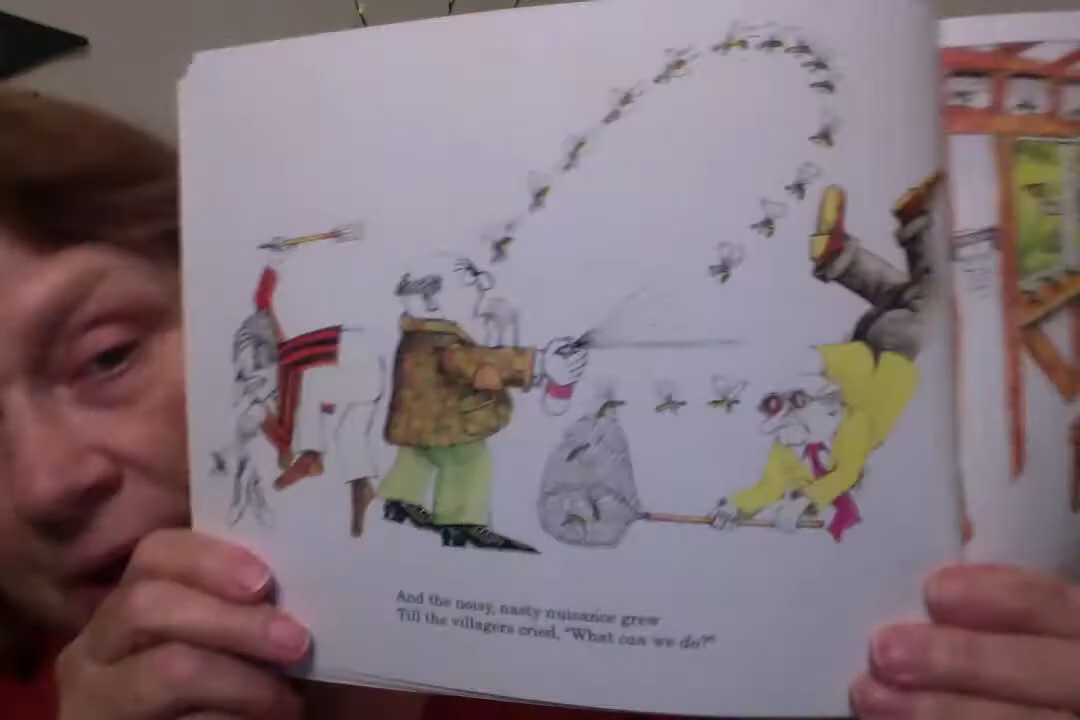 And the noisy, nasty nuisance grew
Till the villagers cried, "What can we do?"